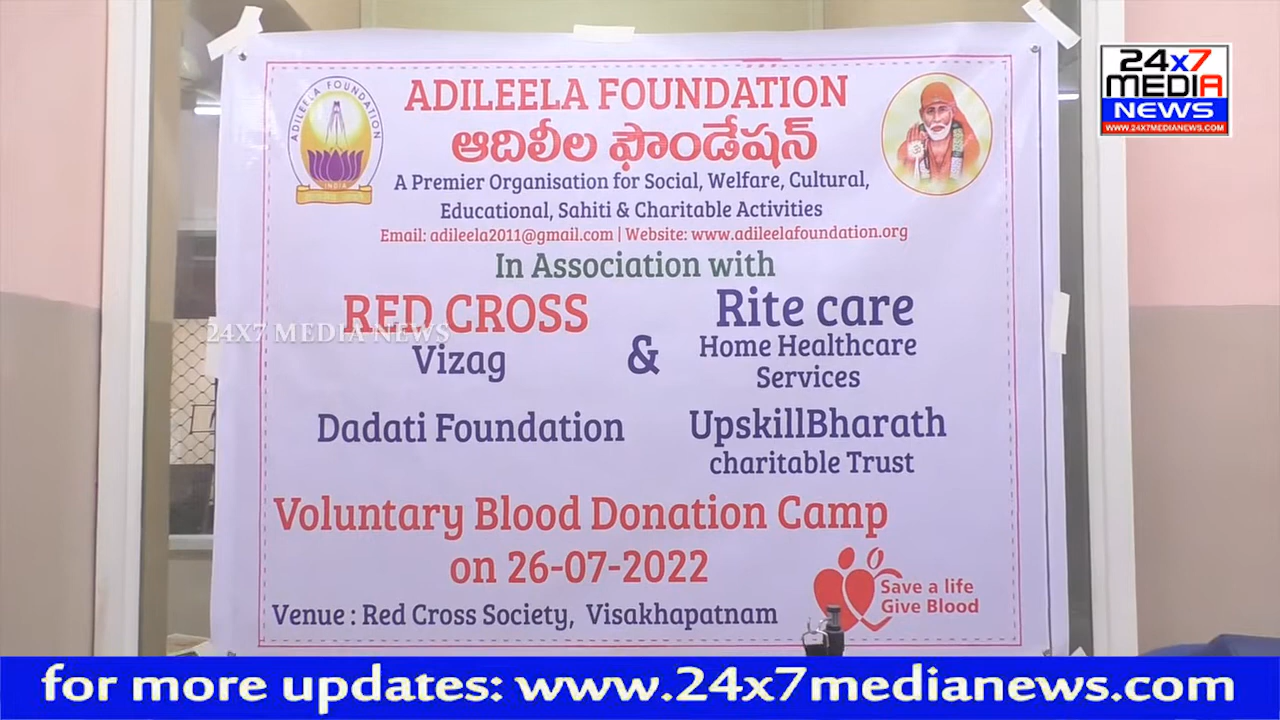 24x7
MEDIA
NEWS
WWW.24X7MEDIANEWS.COM
ADILEELA FOUNDATION
INDIA
ADILEELA FOUNDATION
ఆదిలీల ఫౌండేషన్
A Premier Organisation for Social, Welfare, Cultural,
Educational, Sahiti & Charitable Activities
Email: adileela2011@gmail.com | Website: www.adileelafoundation.org
In Association with
RED CROSS
Vizag
&
Rite care
Home Healthcare
Services
24X7 MEDIA NEWS
Dadati Foundation
UpskillBharath
charitable Trust
Voluntary Blood Donation Camp
on 26-07-2022
Venue : Red Cross Society, Visakhapatnam
Save a life
Give Blood
for more updates: www.24x7medianews.com